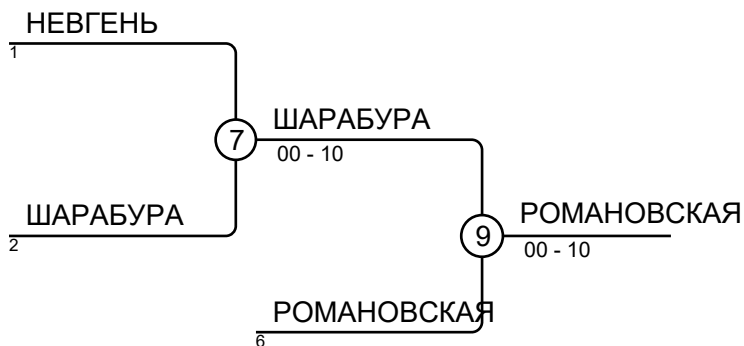 НЕВГЕНЬ
1
7
ШАРАБУРА
00 - 10
ШАРАБУРА
2
9
РОМАНОВСКАЯ
00 - 10
РОМАНОВСКАЯ
6